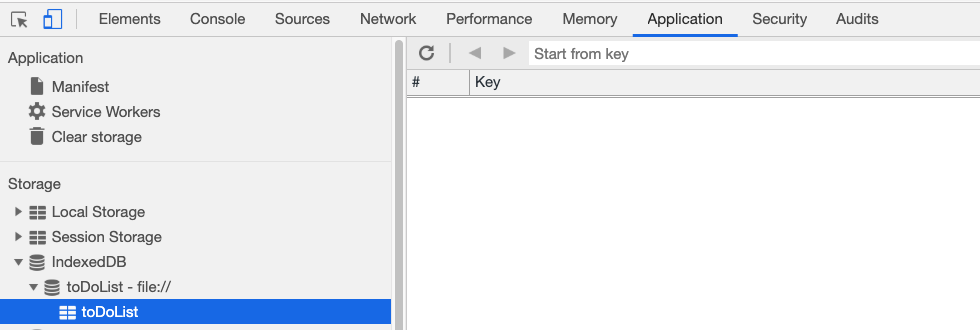 Elements Console Sources Network Performance Memory Application Security Audits
Application
Manifest
Service Workers
Clear storage
Storage
Local Storage
Session Storage
IndexedDB
toDoList - file://
toDoList
Start from key
# Key